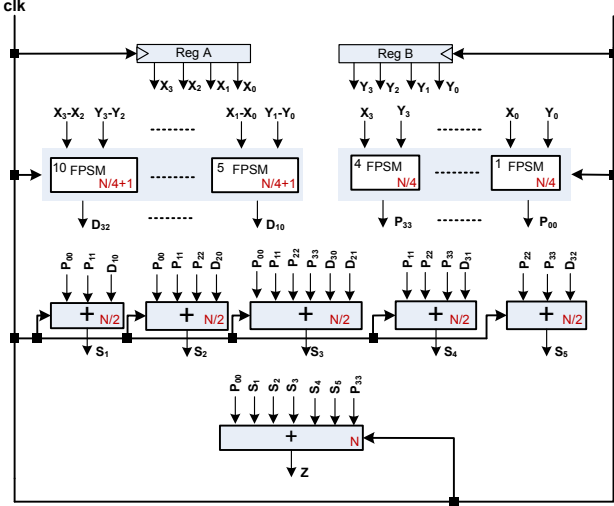 clk
Reg A
Reg B
X3 X2 X1 X0
Y3 Y2 Y1 Y0
X3-X2 Y3-Y2 X1-X0 Y1-Y0 X3 Y3 X0 Y0
10 FPSM N/4+1
5 FPSM N/4+1
4 FPSM N/4
1 FPSM N/4
D32 D10 P33 P00
P00 P11 D10
P00 P11 P22 D20
P00 P11 P22 P33 D30 D21
P11 P22 P33 D31
P22 P33 D32
+ N/2
+ N/2
+ N/2
+ N/2
+ N/2
S1 S2 S3 S4 S5
P00 S1 S2 S3 S4 S5 P33
+ N
Z